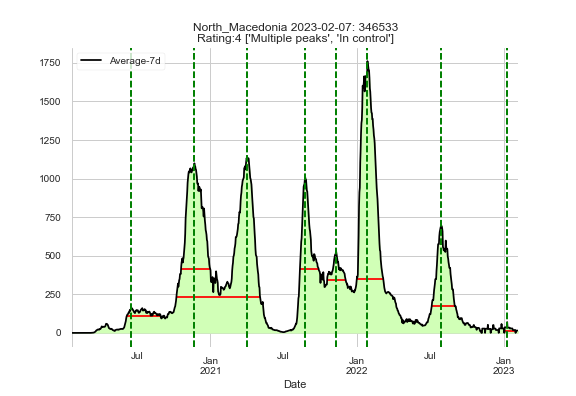 North_Macedonia 2023-02-07: 346533
Rating:4 ['Multiple peaks', 'In control']
Average-7d
1750
1500
1250
1000
750
500
250
0
Jul
Jan
2021
Jul
Jan
2022
Jul
Jan
2023
Date